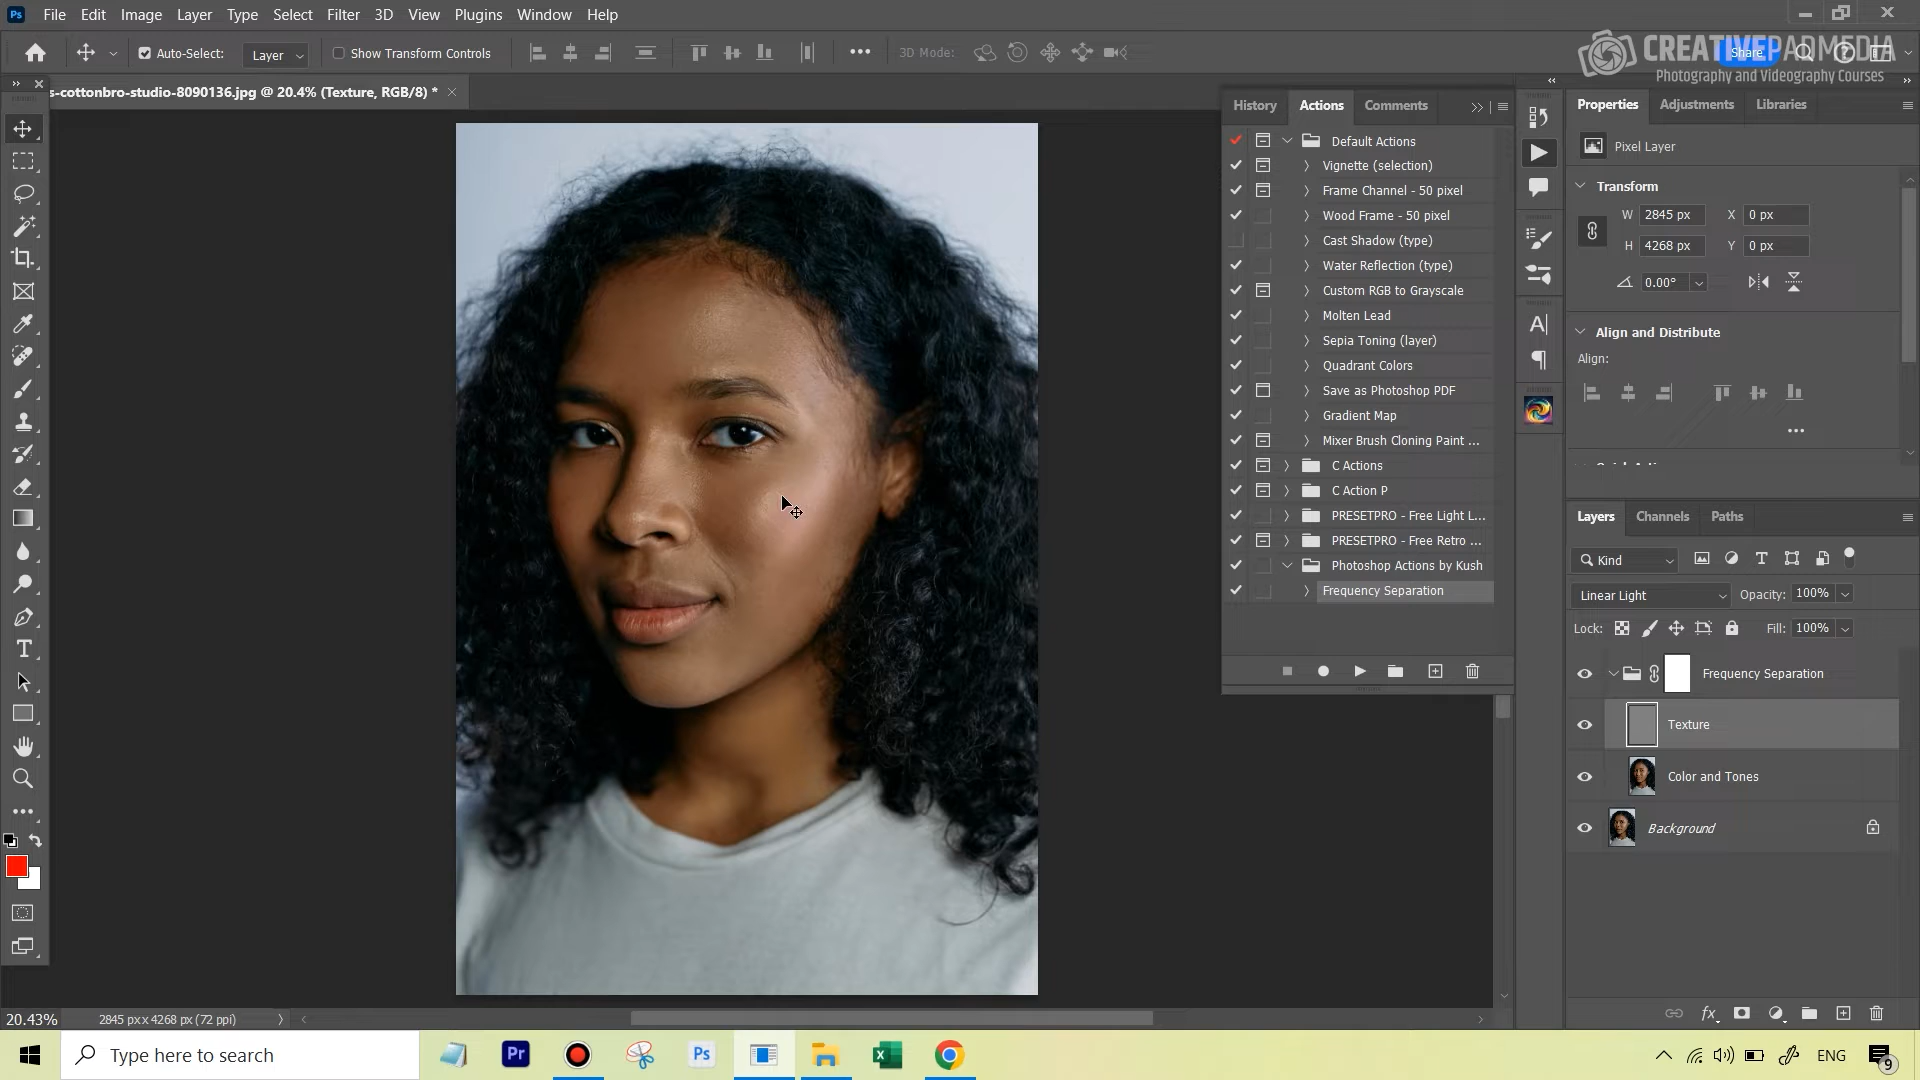 File Edit Image Layer Type Select Filter 3D View Plugins Window Help
Auto-Select: Layer Show Transform Controls 3D Mode: Share
CREATIVEPADMEDIA
Photography and Videography Courses
s-cottonbro-studio-8090136.jpg @ 20.4% (Texture, RGB/8) *
History Actions Comments
Default Actions
Vignette (selection)
Frame Channel - 50 pixel
Wood Frame - 50 pixel
Cast Shadow (type)
Water Reflection (type)
Custom RGB to Grayscale
Molten Lead
Sepia Toning (layer)
Quadrant Colors
Save as Photoshop PDF
Gradient Map
Mixer Brush Cloning Paint ...
C Actions
C Action P
PRESETPRO - Free Light L...
PRESETPRO - Free Retro ...
Photoshop Actions by Kush
Frequency Separation
Properties Adjustments Libraries
Pixel Layer
Transform
W 2845 px X 0 px
H 4268 px Y 0 px
0.00°
Align and Distribute
Align:
Layers Channels Paths
Kind
Linear Light Opacity: 100%
Lock: Fill: 100%
Frequency Separation
Texture
Color and Tones
Background
20.43% 2845 px x 4268 px (72 ppi)
Type here to search
Pr
Ps
ENG
9